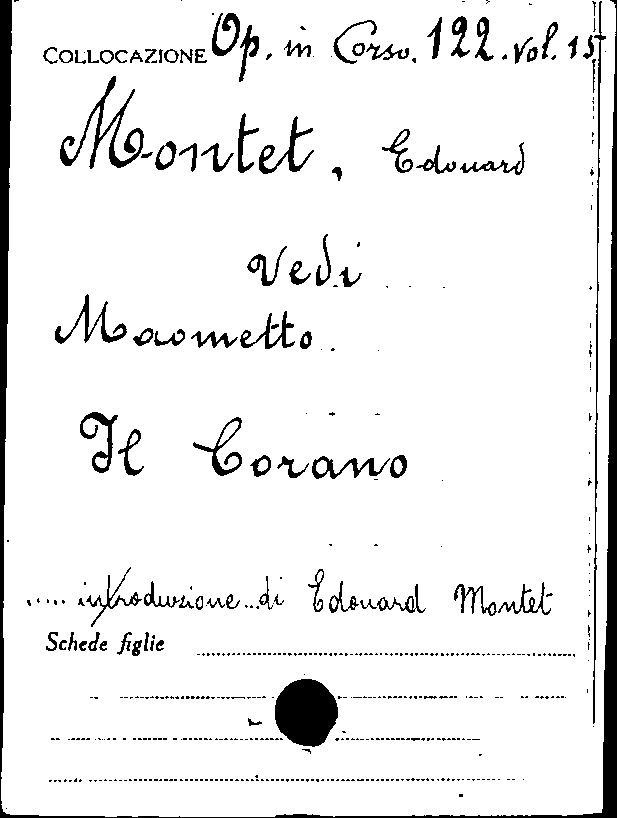 COLLOCAZIONE Op. in Corso. 122. vol. 15
Montet, Edouard
Vedi
Maometto.
Il Corano
..... introduzione... di Edouard Montet
Schede figlie